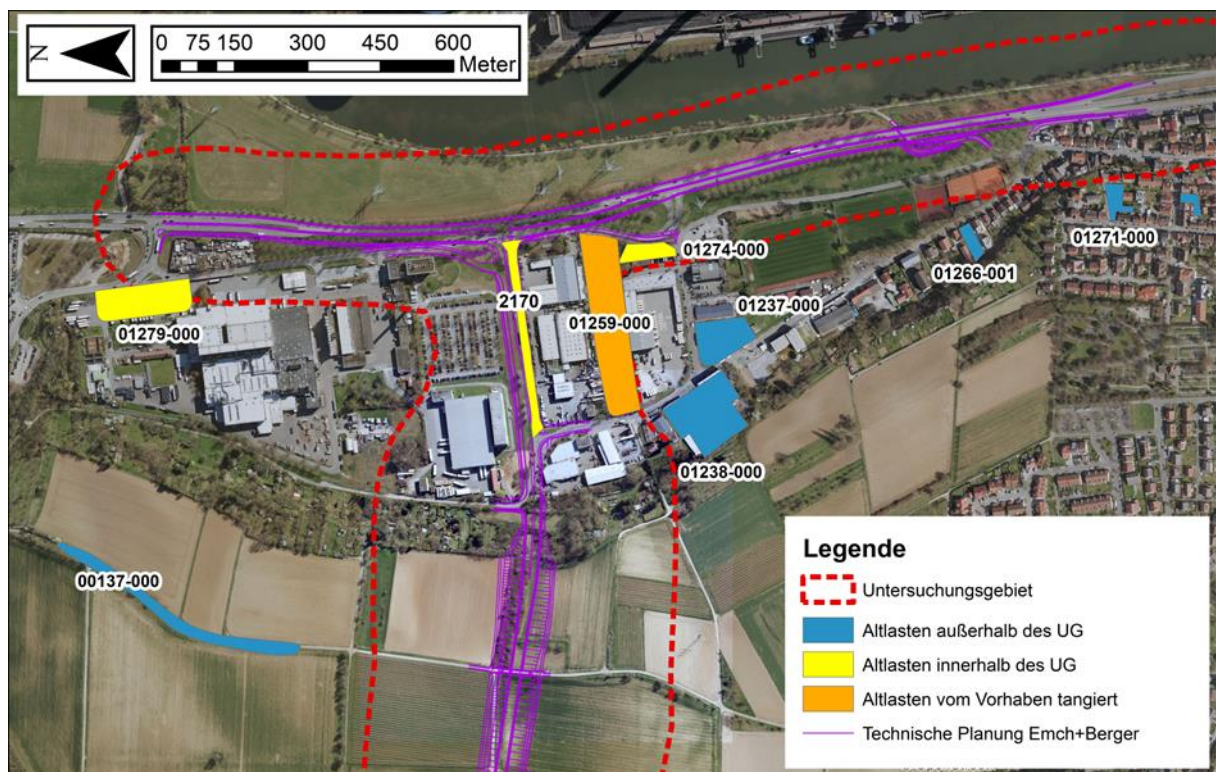 N
0 75 150 300 450 600
Meter
01274-000
01271-000
01266-001
2170
01237-000
01259-000
01279-000
01238-000
00137-000
Legende
Untersuchungsgebiet
Altlasten außerhalb des UG
Altlasten innerhalb des UG
Altlasten vom Vorhaben tangiert
Technische Planung Emch+Berger